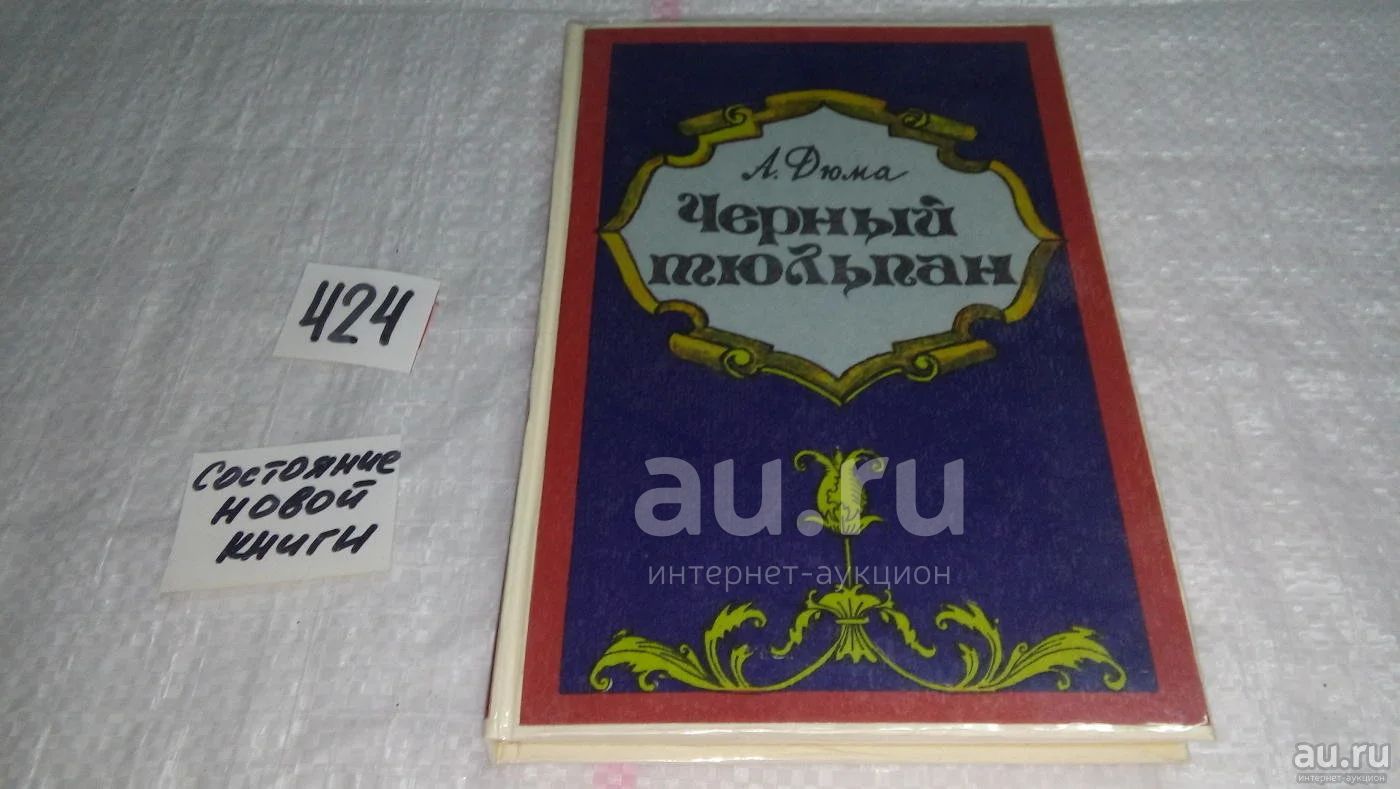 А. Дюма
Черный
тюльпан
424
Состояние
новой
книги
au.ru
интернет-аукцион
au.ru
интернет-аукцион